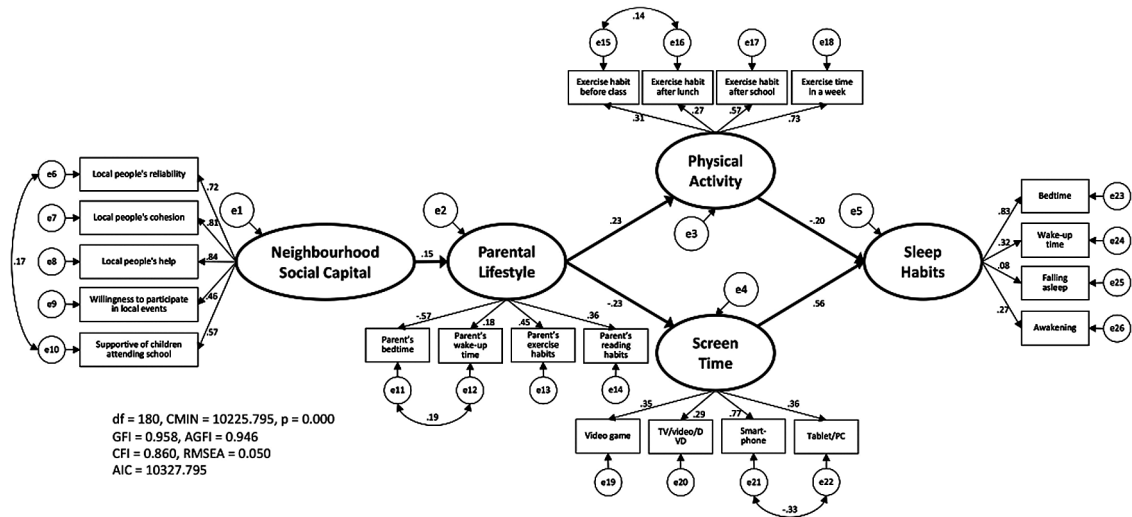 .14
e15
e16
e17
e18
Exercise habit
before class
Exercise habit
after lunch
Exercise habit
after school
Exercise time
in a week
.31
.27
.57
.73
Physical
Activity
e3
e6
e7
e8
e9
e10
.17
Local people's reliability
Local people's cohesion
Local people's help
Willingness to participate
in local events
Supportive of children
attending school
.72
.81
.84
.46
.57
e1
Neighbourhood
Social Capital
.15
e2
Parental
Lifestyle
.23
-.23
-.57
.18
.45
.36
Parent's
bedtime
Parent's
wake-up
time
Parent's
exercise
habits
Parent's
reading
habits
e11
e12
e13
e14
.19
e4
Screen
Time
.35
.29
.77
.36
Video game
TV/video/D
VD
Smart-
phone
Tablet/PC
e19
e20
e21
e22
-.33
-.20
.56
e5
Sleep
Habits
.83
.32
.08
.27
Bedtime
Wake-up
time
Falling
asleep
Awakening
e23
e24
e25
e26
df = 180, CMIN = 10225.795, p = 0.000
GFI = 0.958, AGFI = 0.946
CFI = 0.860, RMSEA = 0.050
AIC = 10327.795